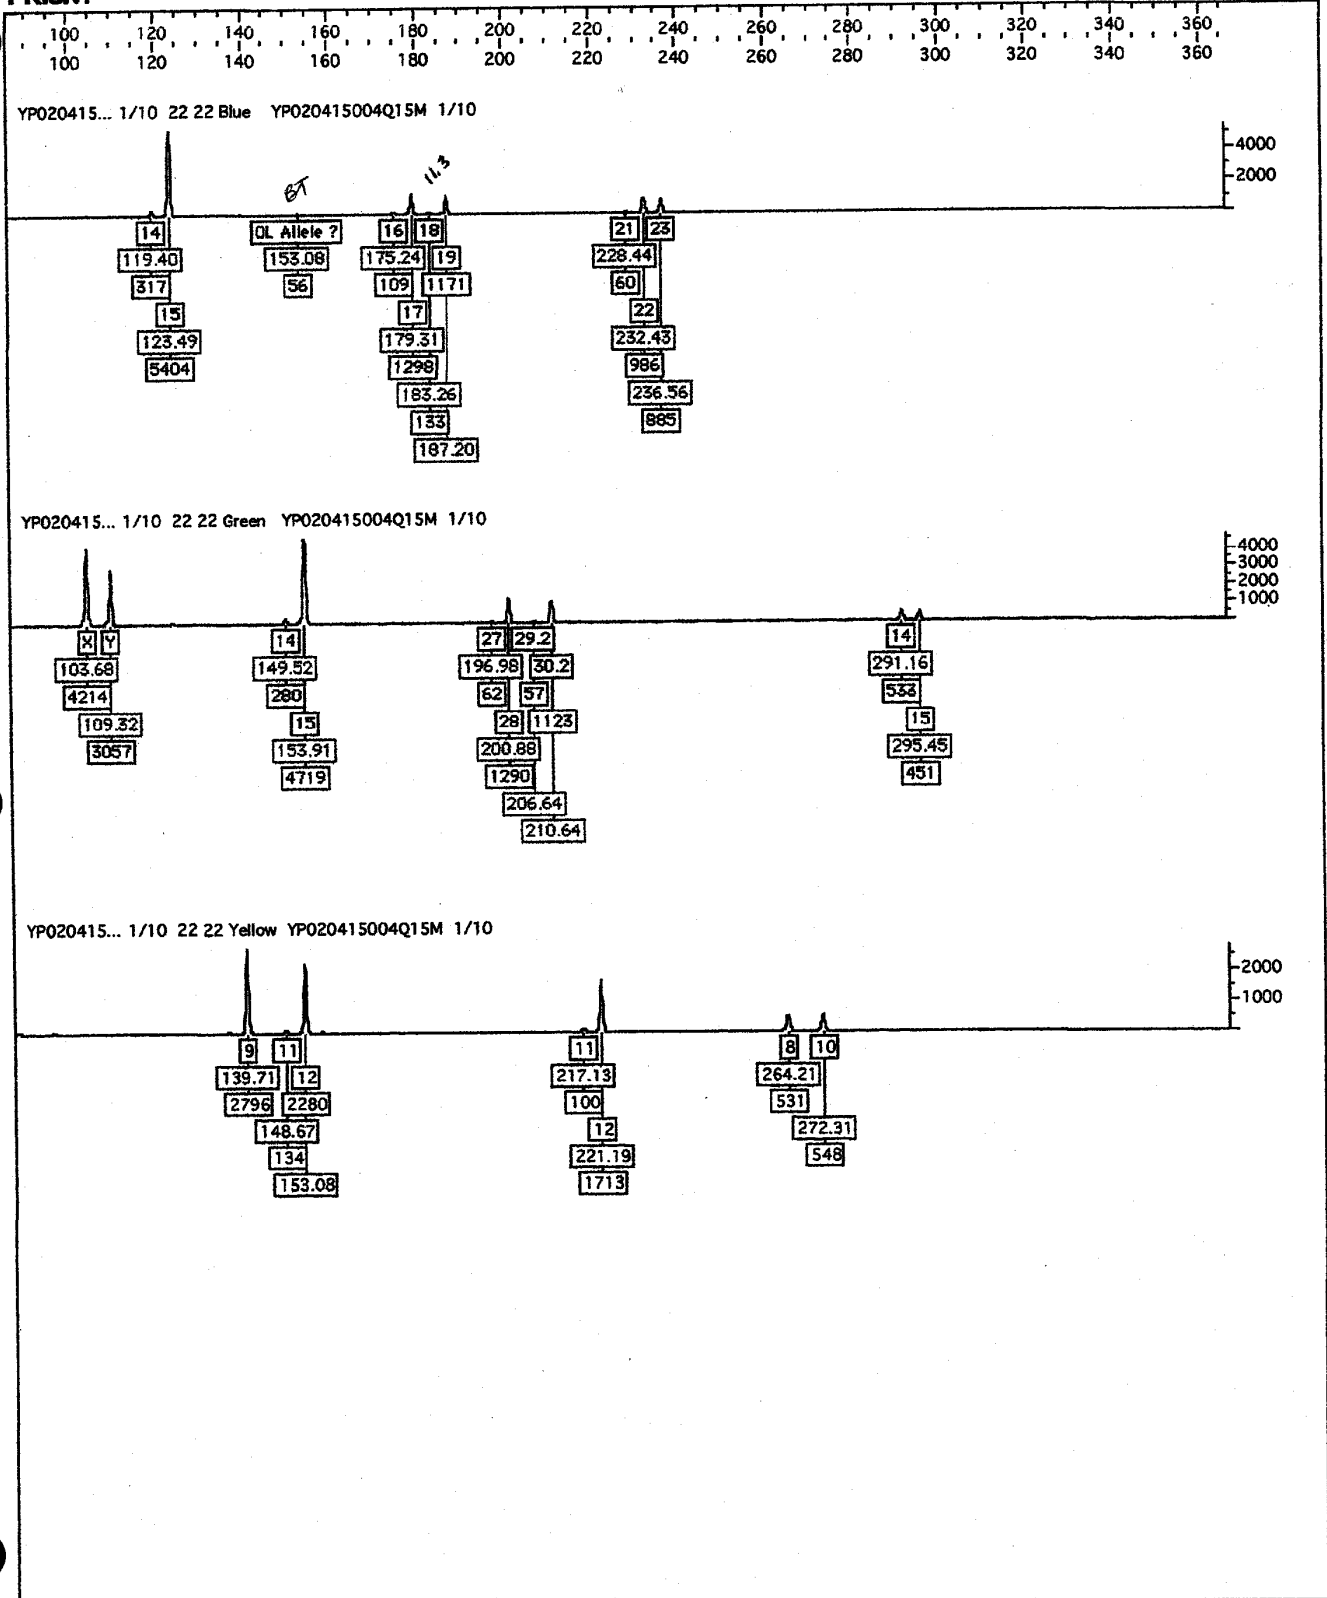 100 120 140 160 180 200 220 240 260 280 300 320 340 360
100 120 140 160 180 200 220 240 260 280 300 320 340 360
YP020415... 1/10 22 22 Blue YP020415004Q15M 1/10
4000
2000
BT 11.3
14 OL Allele ? 16 18 21 23
119.40 153.08 175.24 19 228.44
317 56 109 1171 60
15 17 22
123.49 179.31 232.43
5404 1298 986
183.26 236.56
133 885
187.20
YP020415... 1/10 22 22 Green YP020415004Q15M 1/10
4000
3000
2000
1000
X Y 14 27 29.2 14
103.68 149.52 196.98 30.2 291.16
4214 280 62 57 533
109.32 15 28 1123 15
3057 153.91 200.88 295.45
4719 1290 451
206.64
210.64
YP020415... 1/10 22 22 Yellow YP020415004Q15M 1/10
2000
1000
9 11 11 8 10
139.71 12 217.13 264.21
2796 2280 100 531
148.67 12 272.31
134 221.19 548
153.08 1713